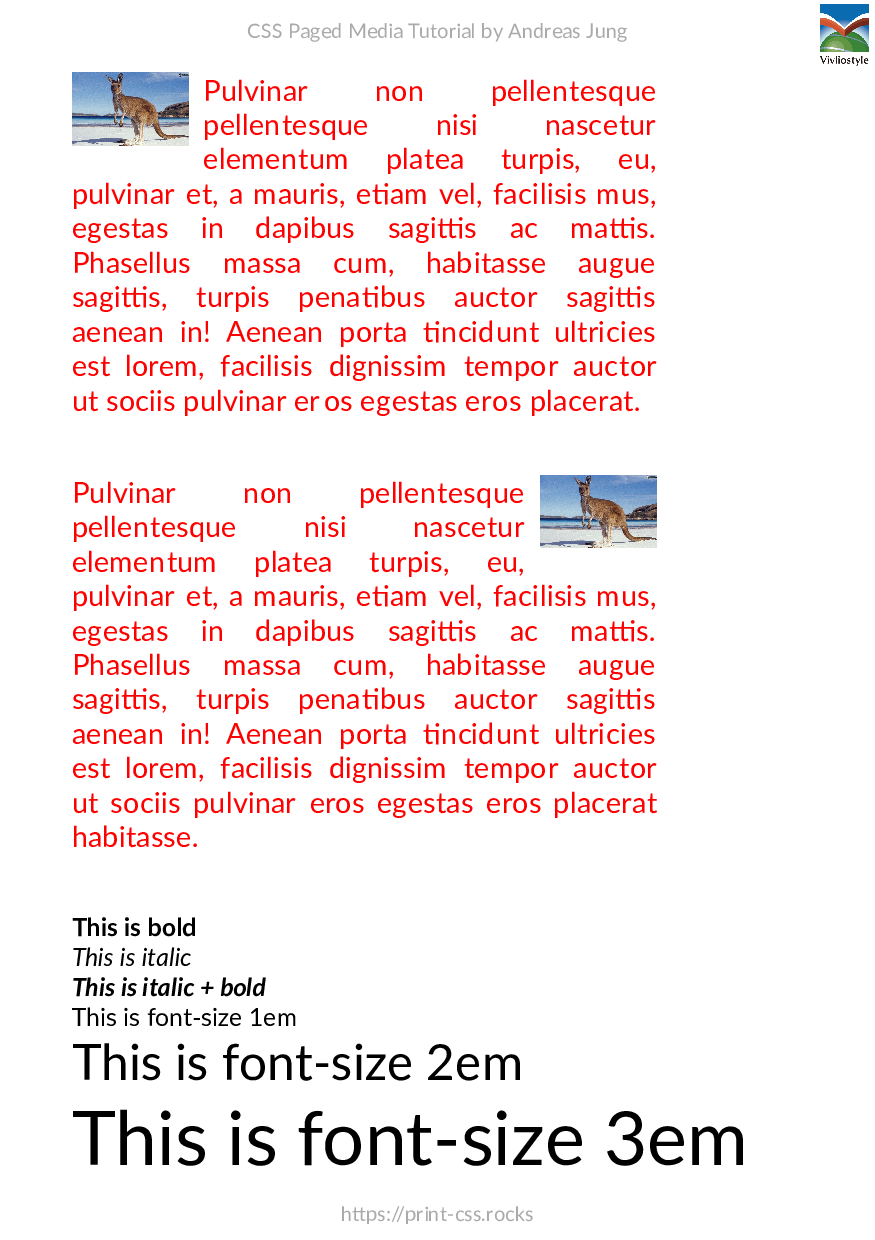 CSS Paged Media Tutorial by Andreas Jung
Vivliostyle
Pulvinar non pellentesque
pellentesque nisi nascetur
elementum platea turpis, eu,
pulvinar et, a mauris, etiam vel, facilisis mus,
egestas in dapibus sagittis ac mattis.
Phasellus massa cum, habitasse augue
sagittis, turpis penatibus auctor sagittis
aenean in! Aenean porta tincidunt ultricies
est lorem, facilisis dignissim tempor auctor
ut sociis pulvinar eros egestas eros placerat.
Pulvinar non pellentesque
pellentesque nisi nascetur
elementum platea turpis, eu,
pulvinar et, a mauris, etiam vel, facilisis mus,
egestas in dapibus sagittis ac mattis.
Phasellus massa cum, habitasse augue
sagittis, turpis penatibus auctor sagittis
aenean in! Aenean porta tincidunt ultricies
est lorem, facilisis dignissim tempor auctor
ut sociis pulvinar eros egestas eros placerat
habitasse.
This is bold
This is italic
This is italic + bold
This is font-size 1em
This is font-size 2em
This is font-size 3em
https://print-css.rocks